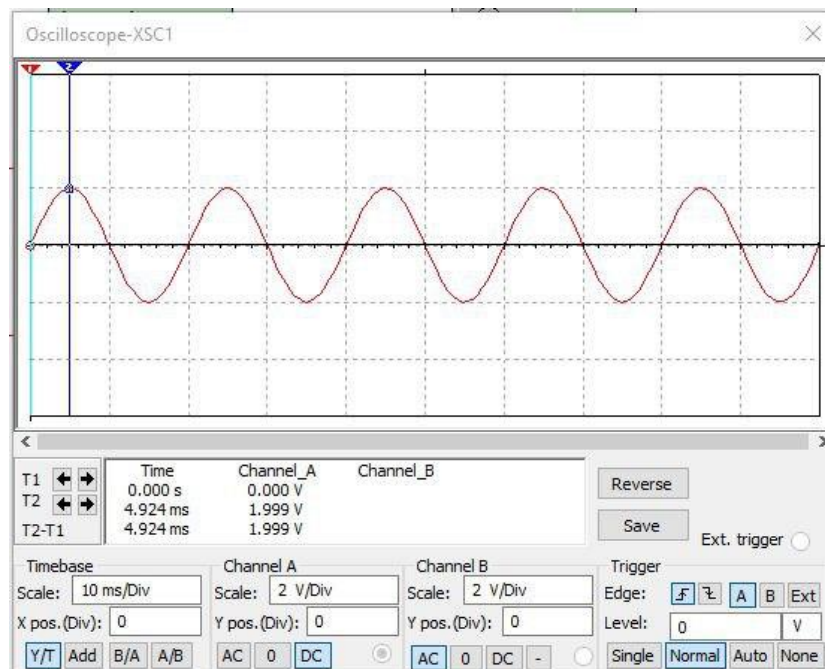 Oscilloscope-XSC1
1 2
T1 Time Channel_A Channel_B
0.000 s 0.000 V
T2 4.924 ms 1.999 V
T2-T1 4.924 ms 1.999 V
Reverse
Save
Ext. trigger
Timebase Channel A Channel B Trigger
Scale: 10 ms/Div Scale: 2 V/Div Scale: 2 V/Div Edge: A B Ext
X pos.(Div): 0 Y pos.(Div): 0 Y pos.(Div): 0 Level: 0 V
Y/T Add B/A A/B AC 0 DC AC 0 DC - Single Normal Auto None